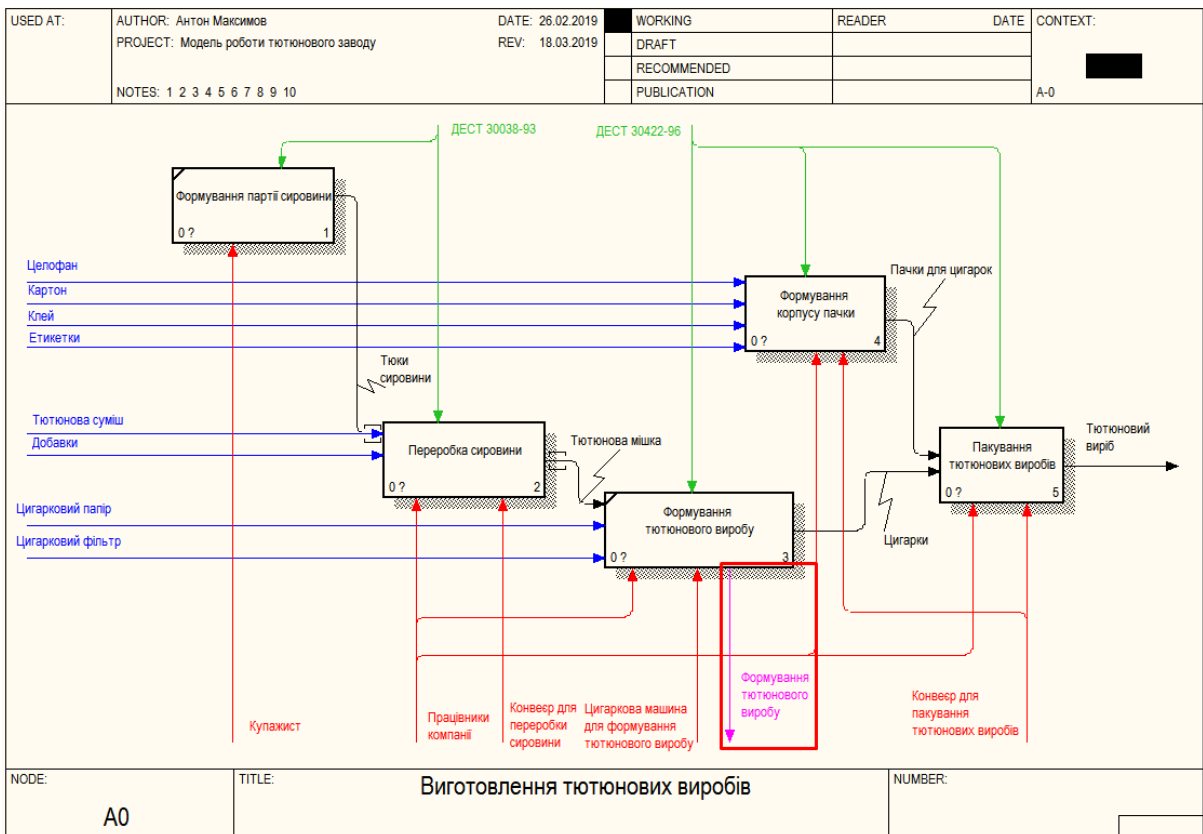 USED AT:
AUTHOR: Антон Максимов
DATE: 26.02.2019
WORKING
READER
DATE
CONTEXT:
PROJECT: Модель роботи тютюнового заводу
REV: 18.03.2019
DRAFT
RECOMMENDED
NOTES: 1 2 3 4 5 6 7 8 9 10
PUBLICATION
A-0
ДЕСТ 30038-93
ДЕСТ 30422-96
Формування партії сировини
0 ?
1
Целофан
Картон
Клей
Етикетки
Пачки для цигарок
Формування
корпусу пачки
0 ?
4
Тюки
сировини
Тютюнова суміш
Добавки
Переробка сировини
0 ?
2
Тютюнова мішка
Пакування
тютюнових виробів
0 ?
5
Тютюновий
виріб
Цигарковий папір
Цигарковий фільтр
Формування
тютюнового виробу
0 ?
3
Цигарки
Купажист
Працівники
компанії
Конвеєр для
переробки
сировини
Цигаркова машина
для формування
тютюнового виробу
Формування
тютюнового
виробу
Конвеєр для
пакування
тютюнових виробів
NODE:
A0
TITLE:
Виготовлення тютюнових виробів
NUMBER: